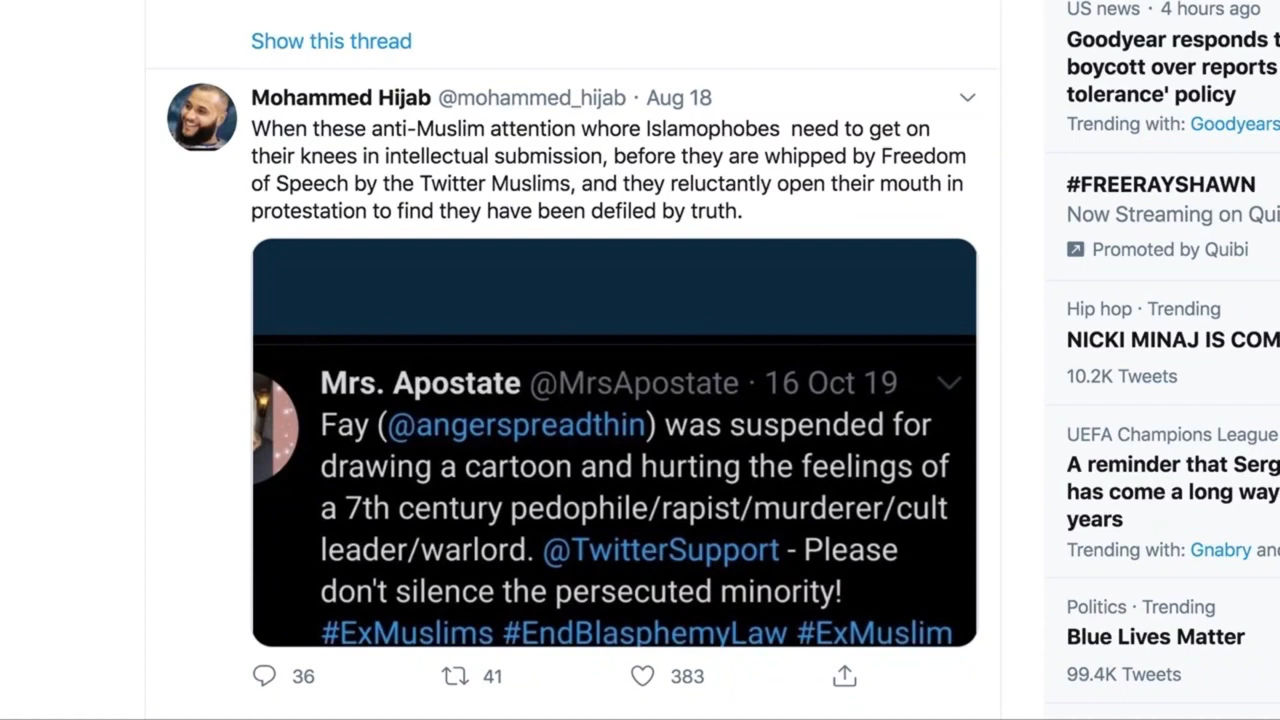 Show this thread
Mohammed Hijab @mohammed_hijab · Aug 18
When these anti-Muslim attention whore Islamophobes need to get on
their knees in intellectual submission, before they are whipped by Freedom
of Speech by the Twitter Muslims, and they reluctantly open their mouth in
protestation to find they have been defiled by truth.
Mrs. Apostate @MrsApostate · 16 Oct 19
Fay (@angerspreadthin) was suspended for
drawing a cartoon and hurting the feelings of
a 7th century pedophile/rapist/murderer/cult
leader/warlord. @TwitterSupport - Please
don't silence the persecuted minority!
#ExMuslims #EndBlasphemyLaw #ExMuslim
36 41 383
US news · 4 hours ago
Goodyear responds t
boycott over reports
tolerance' policy
Trending with: Goodyears
#FREERAYSHAWN
Now Streaming on Qui
Promoted by Quibi
Hip hop · Trending
NICKI MINAJ IS COM
10.2K Tweets
UEFA Champions League
A reminder that Serg
has come a long way
years
Trending with: Gnabry and
Politics · Trending
Blue Lives Matter
99.4K Tweets